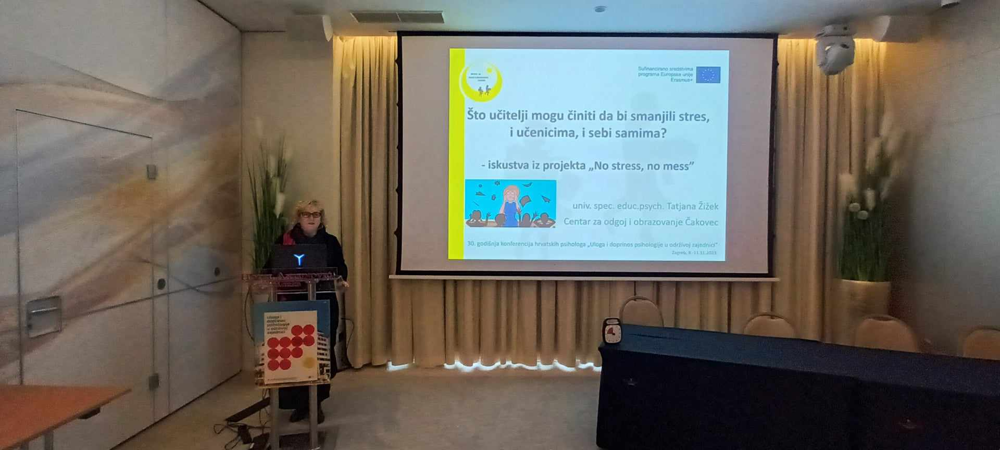 Sufinancirano sredstvima
programa Europske unije
Erasmus+
Što učitelji mogu činiti da bi smanjili stres,
i učenicima, i sebi samima?
- iskustva iz projekta „No stress, no mess”
univ. spec. educ.psych. Tatjana Žižek
Centar za odgoj i obrazovanje Čakovec
30. godišnja konferencija hrvatskih psihologa „Uloga i doprinos psihologije u održivoj zajednici“
Zagreb, 8.-11.11.2023.
Uloga i
doprinos
psihologije
u održivoj
zajednici